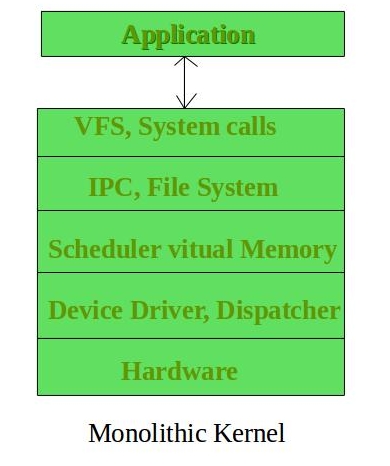 Application
VFS, System calls
IPC, File System
Scheduler vitual Memory
Device Driver, Dispatcher
Hardware
Monolithic Kernel